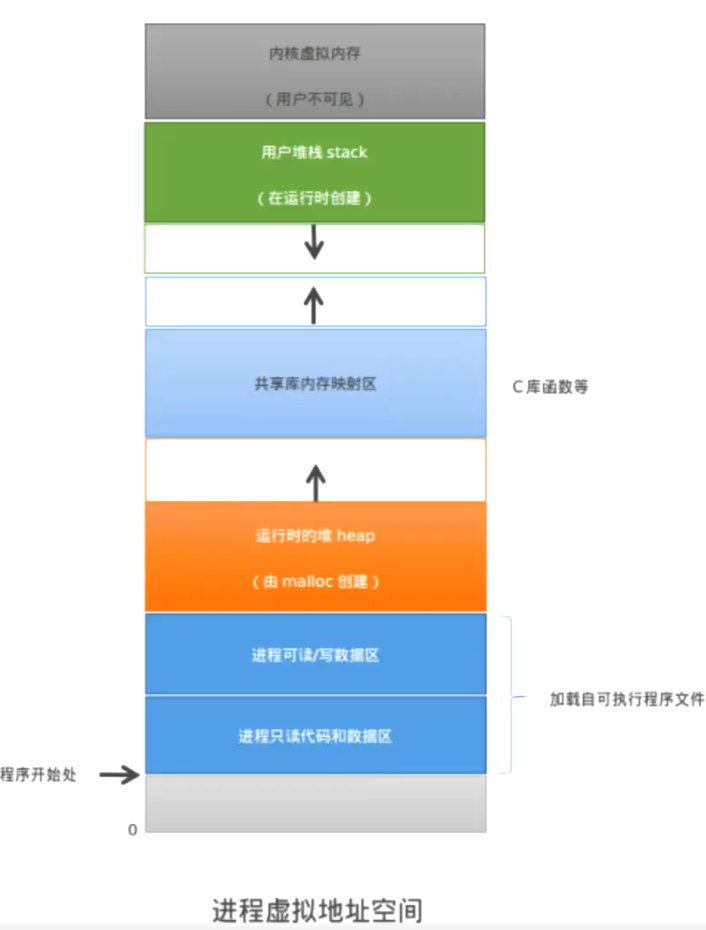 内核虚拟内存
（用户不可见）
用户堆栈 stack
（在运行时创建）
共享库内存映射区
C 库函数等
运行时的堆 heap
（由 malloc 创建）
进程可读/写数据区
加载自可执行程序文件
进程只读代码和数据区
程序开始处
0
进程虚拟地址空间